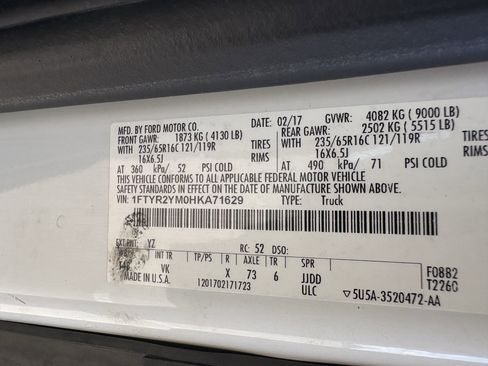 MFD. BY FORD MOTOR CO.
DATE: 02/17 GVWR: 4082 KG ( 9000 LB)
FRONT GAWR: 1873 KG ( 4130 LB) REAR GAWR: 2502 KG ( 5515 LB)
WITH 235/65R16C 121/119R TIRES WITH 235/65R16C 121/119R
WITH 16X6.5J RIMS 16X6.5J
AT 360 kPa/ 52 PSI COLD AT 490 kPa/ 71 PSI COLD
THIS VEHICLE CONFORMS TO ALL APPLICABLE FEDERAL MOTOR VEHICLE
SAFETY STANDARDS IN EFFECT ON THE DATE OF MANUFACTURE SHOWN ABOVE.
VIN: 1FTYR2YM0HKA71629 TYPE: Truck
EXT PNT: YZ RC: 52 DSO:
INT TR TP/PS R AXLE TR SPR
VK X 73 6 JJDD
MADE IN U.S.A. 1201702171723 ULC
F0882
T2260
▽5U5A-3520472-AA